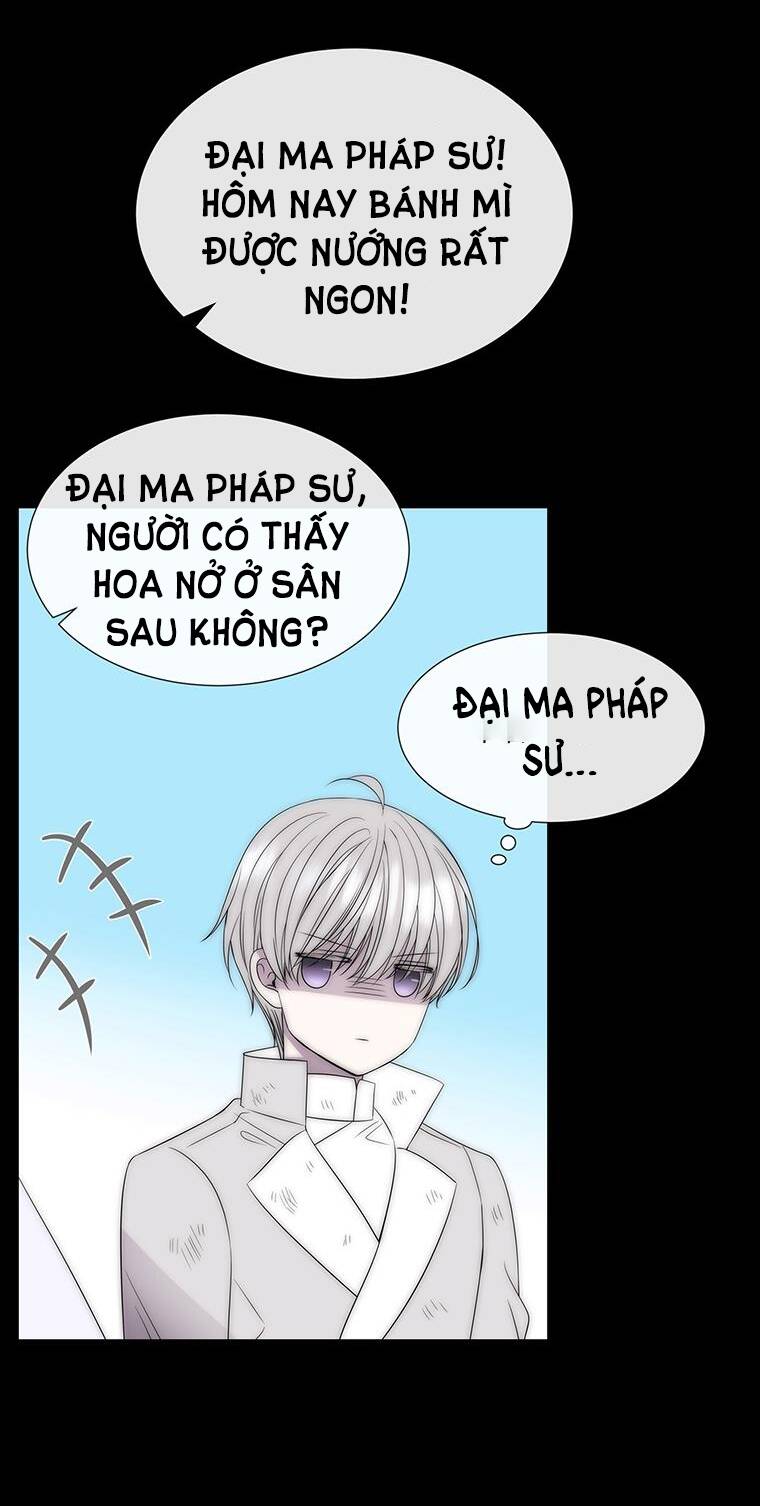 ĐẠI MA PHÁP SƯ!
HÔM NAY BÁNH MÌ
ĐƯỢC NƯỚNG RẤT
NGON!
ĐẠI MA PHÁP SƯ,
NGƯỜI CÓ THẤY
HOA NỞ Ở SÂN
SAU KHÔNG?
ĐẠI MA PHÁP
SƯ...